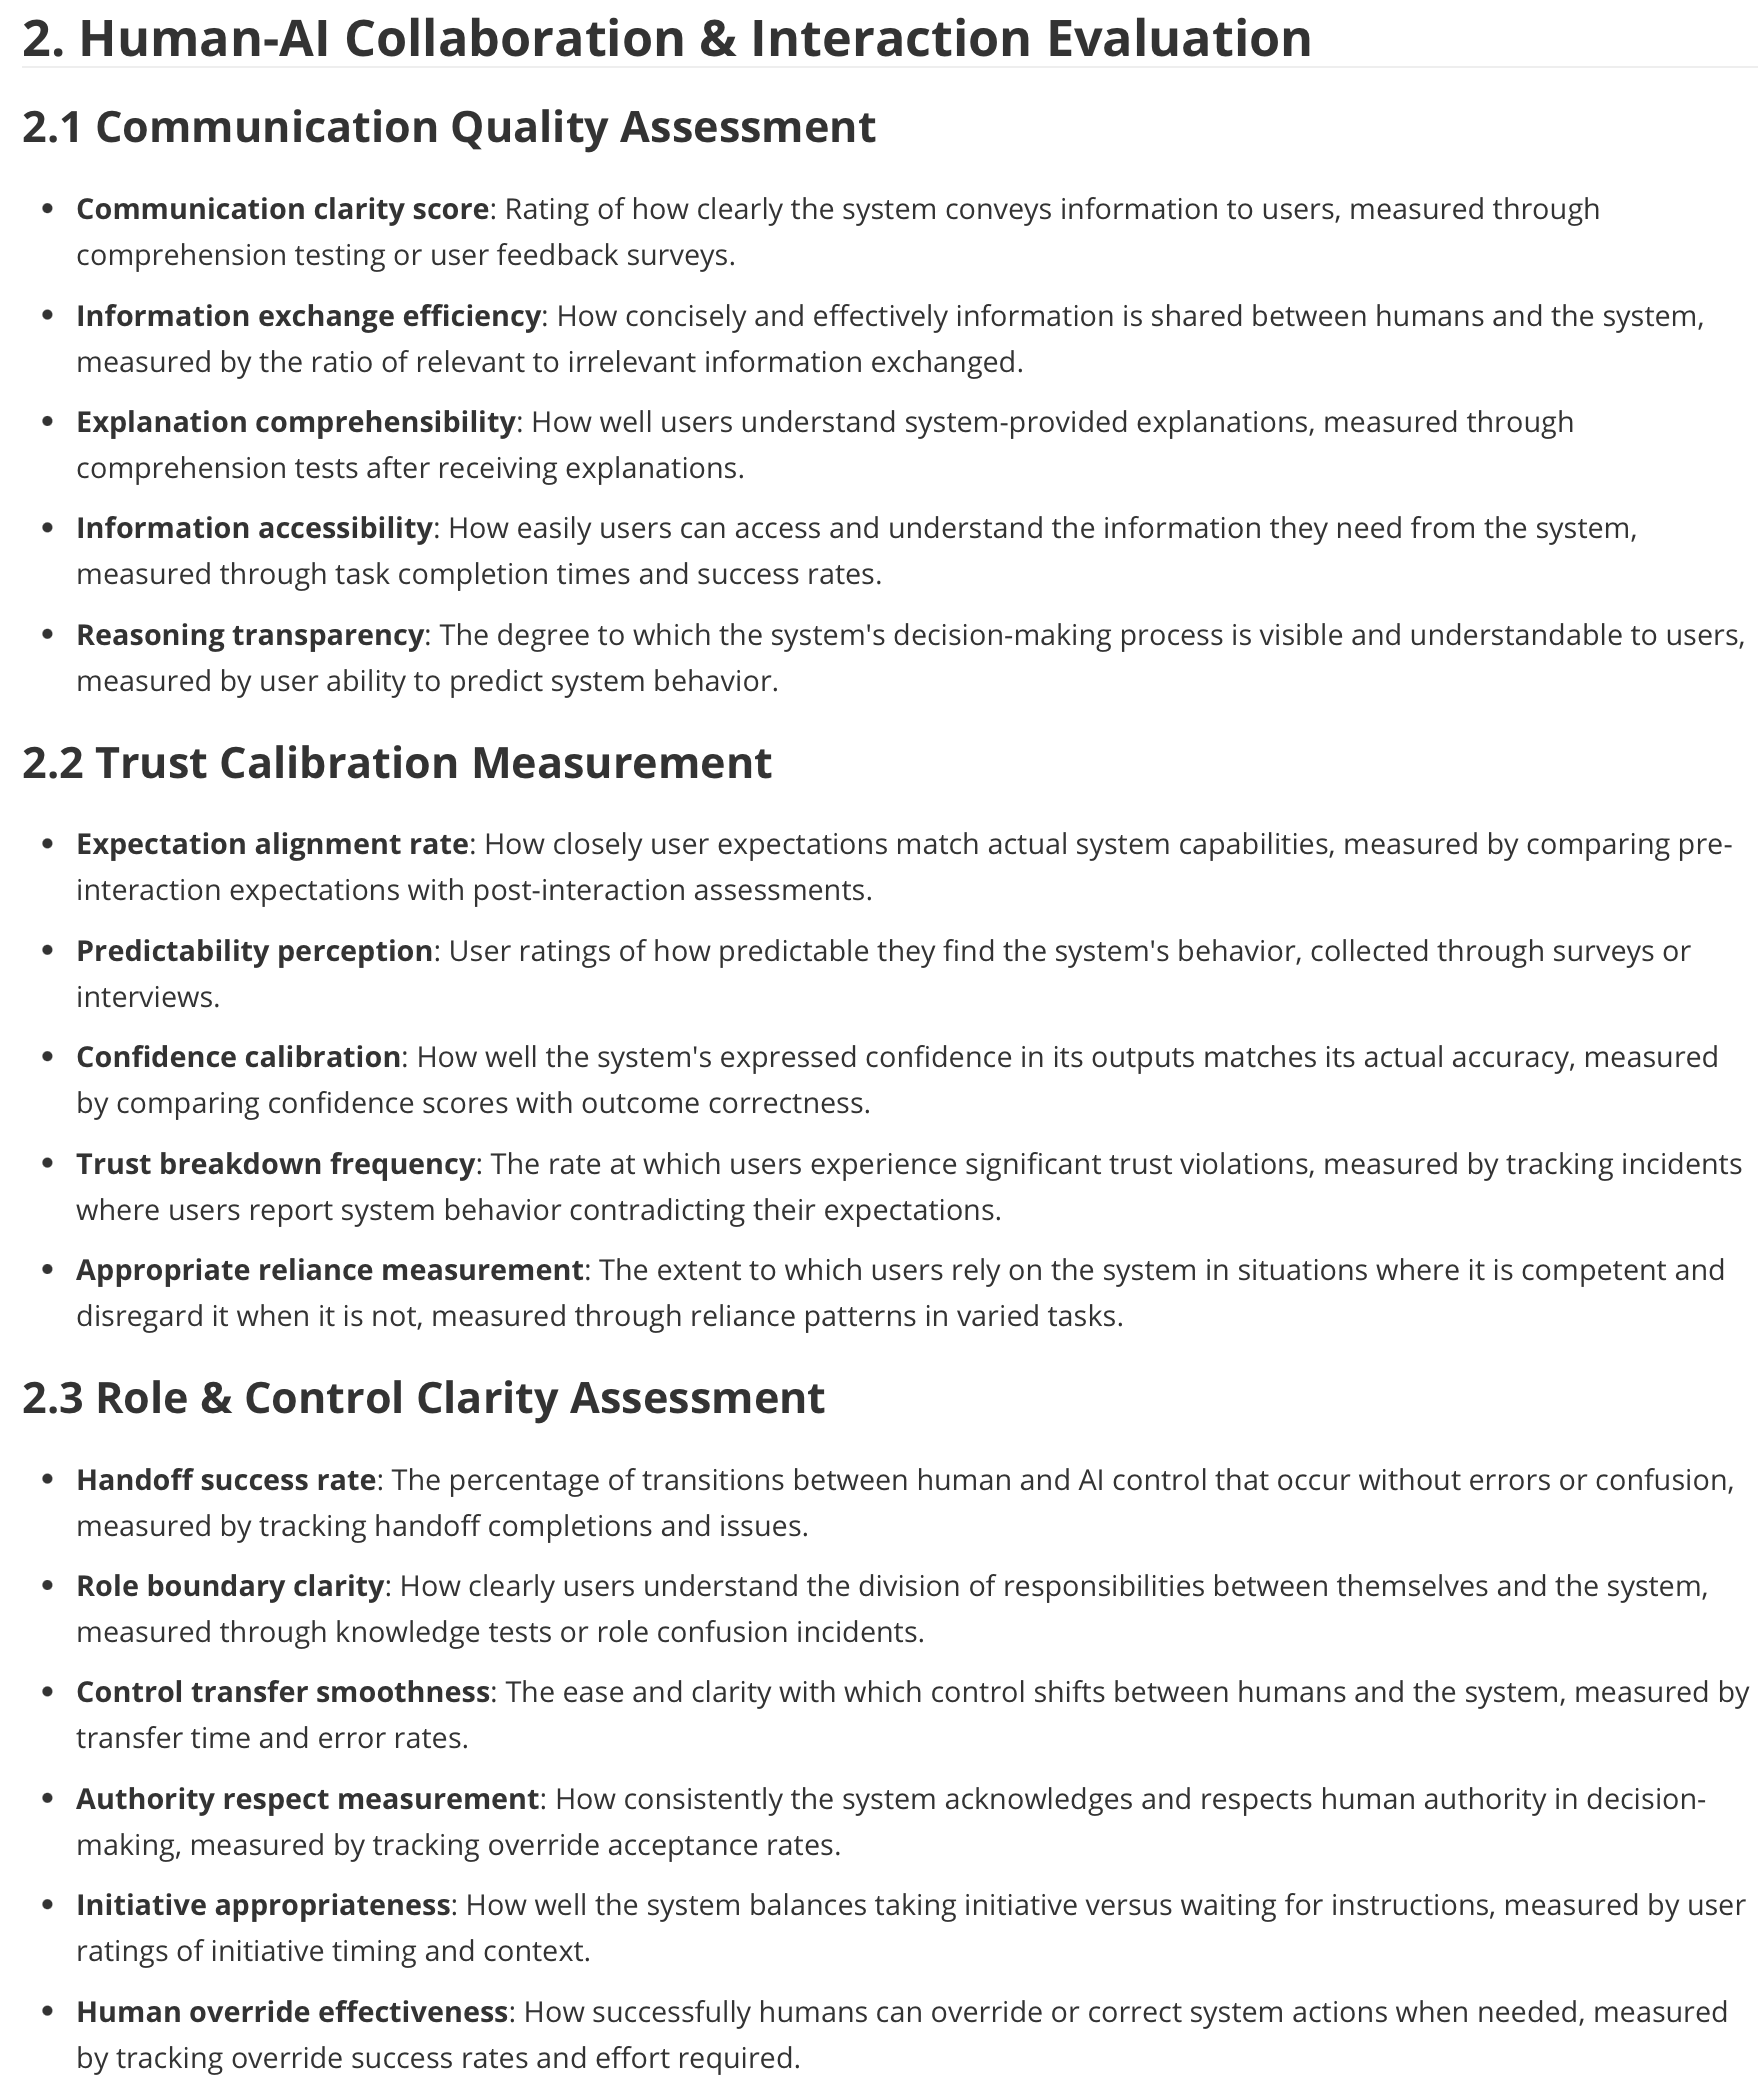 2. Human-AI Collaboration & Interaction Evaluation
2.1 Communication Quality Assessment
• Communication clarity score: Rating of how clearly the system conveys information to users, measured through
comprehension testing or user feedback surveys.
• Information exchange efficiency: How concisely and effectively information is shared between humans and the system,
measured by the ratio of relevant to irrelevant information exchanged.
• Explanation comprehensibility: How well users understand system-provided explanations, measured through
comprehension tests after receiving explanations.
• Information accessibility: How easily users can access and understand the information they need from the system,
measured through task completion times and success rates.
• Reasoning transparency: The degree to which the system's decision-making process is visible and understandable to users,
measured by user ability to predict system behavior.
2.2 Trust Calibration Measurement
• Expectation alignment rate: How closely user expectations match actual system capabilities, measured by comparing pre-
interaction expectations with post-interaction assessments.
• Predictability perception: User ratings of how predictable they find the system's behavior, collected through surveys or
interviews.
• Confidence calibration: How well the system's expressed confidence in its outputs matches its actual accuracy, measured
by comparing confidence scores with outcome correctness.
• Trust breakdown frequency: The rate at which users experience significant trust violations, measured by tracking incidents
where users report system behavior contradicting their expectations.
• Appropriate reliance measurement: The extent to which users rely on the system in situations where it is competent and
disregard it when it is not, measured through reliance patterns in varied tasks.
2.3 Role & Control Clarity Assessment
• Handoff success rate: The percentage of transitions between human and AI control that occur without errors or confusion,
measured by tracking handoff completions and issues.
• Role boundary clarity: How clearly users understand the division of responsibilities between themselves and the system,
measured through knowledge tests or role confusion incidents.
• Control transfer smoothness: The ease and clarity with which control shifts between humans and the system, measured by
transfer time and error rates.
• Authority respect measurement: How consistently the system acknowledges and respects human authority in decision-
making, measured by tracking override acceptance rates.
• Initiative appropriateness: How well the system balances taking initiative versus waiting for instructions, measured by user
ratings of initiative timing and context.
• Human override effectiveness: How successfully humans can override or correct system actions when needed, measured
by tracking override success rates and effort required.